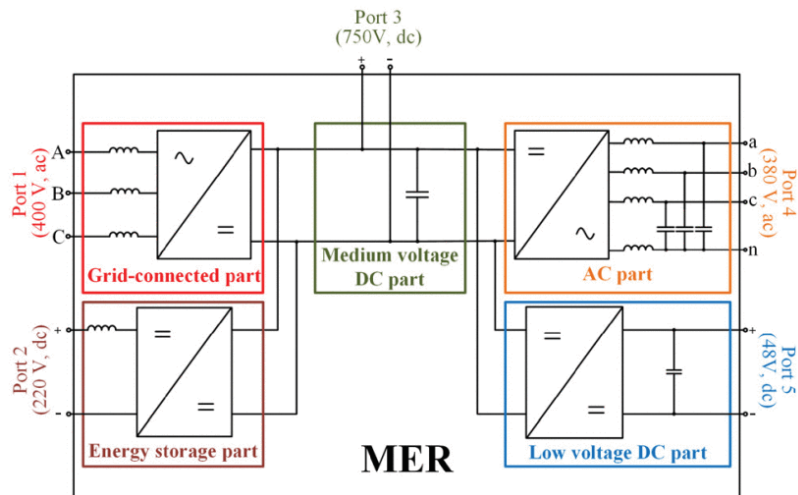 Port 3
(750V, dc)
+ -
Port 1
(400 V, ac)
A
B
C
Grid-connected part
Medium voltage
DC part
a
b
c
n
AC part
Port 4
(380 V, ac)
Port 2
(220 V, dc)
+
-
Energy storage part
MER
+
-
Low voltage DC part
Port 5
(48V, dc)